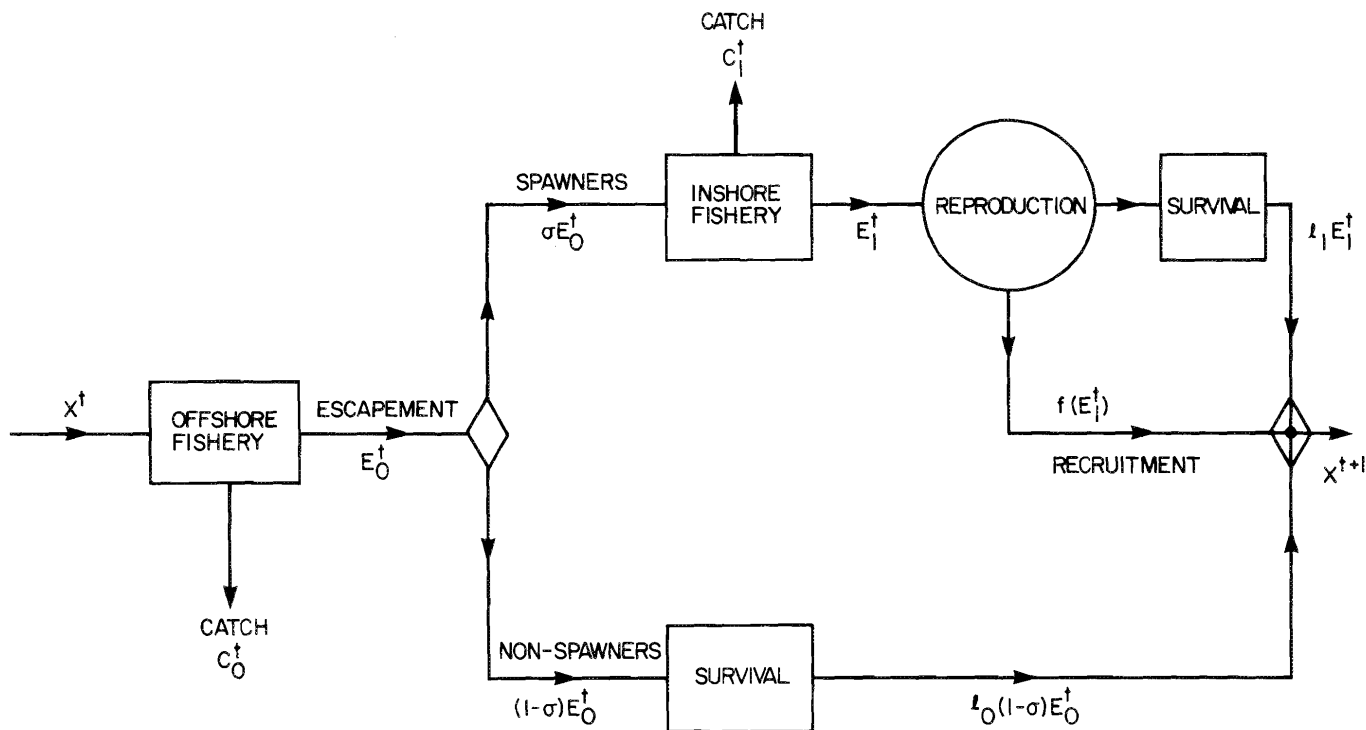 CATCH
C₁ᵗ
SPAWNERS
σE₀ᵗ
INSHORE
FISHERY
E₁ᵗ
REPRODUCTION
SURVIVAL
ℓ₁E₁ᵗ
Xᵗ
OFFSHORE
FISHERY
ESCAPEMENT
E₀ᵗ
f(E₁ᵗ)
RECRUITMENT
Xᵗ⁺¹
CATCH
C₀ᵗ
NON-SPAWNERS
(1-σ)E₀ᵗ
SURVIVAL
ℓ₀(1-σ)E₀ᵗ